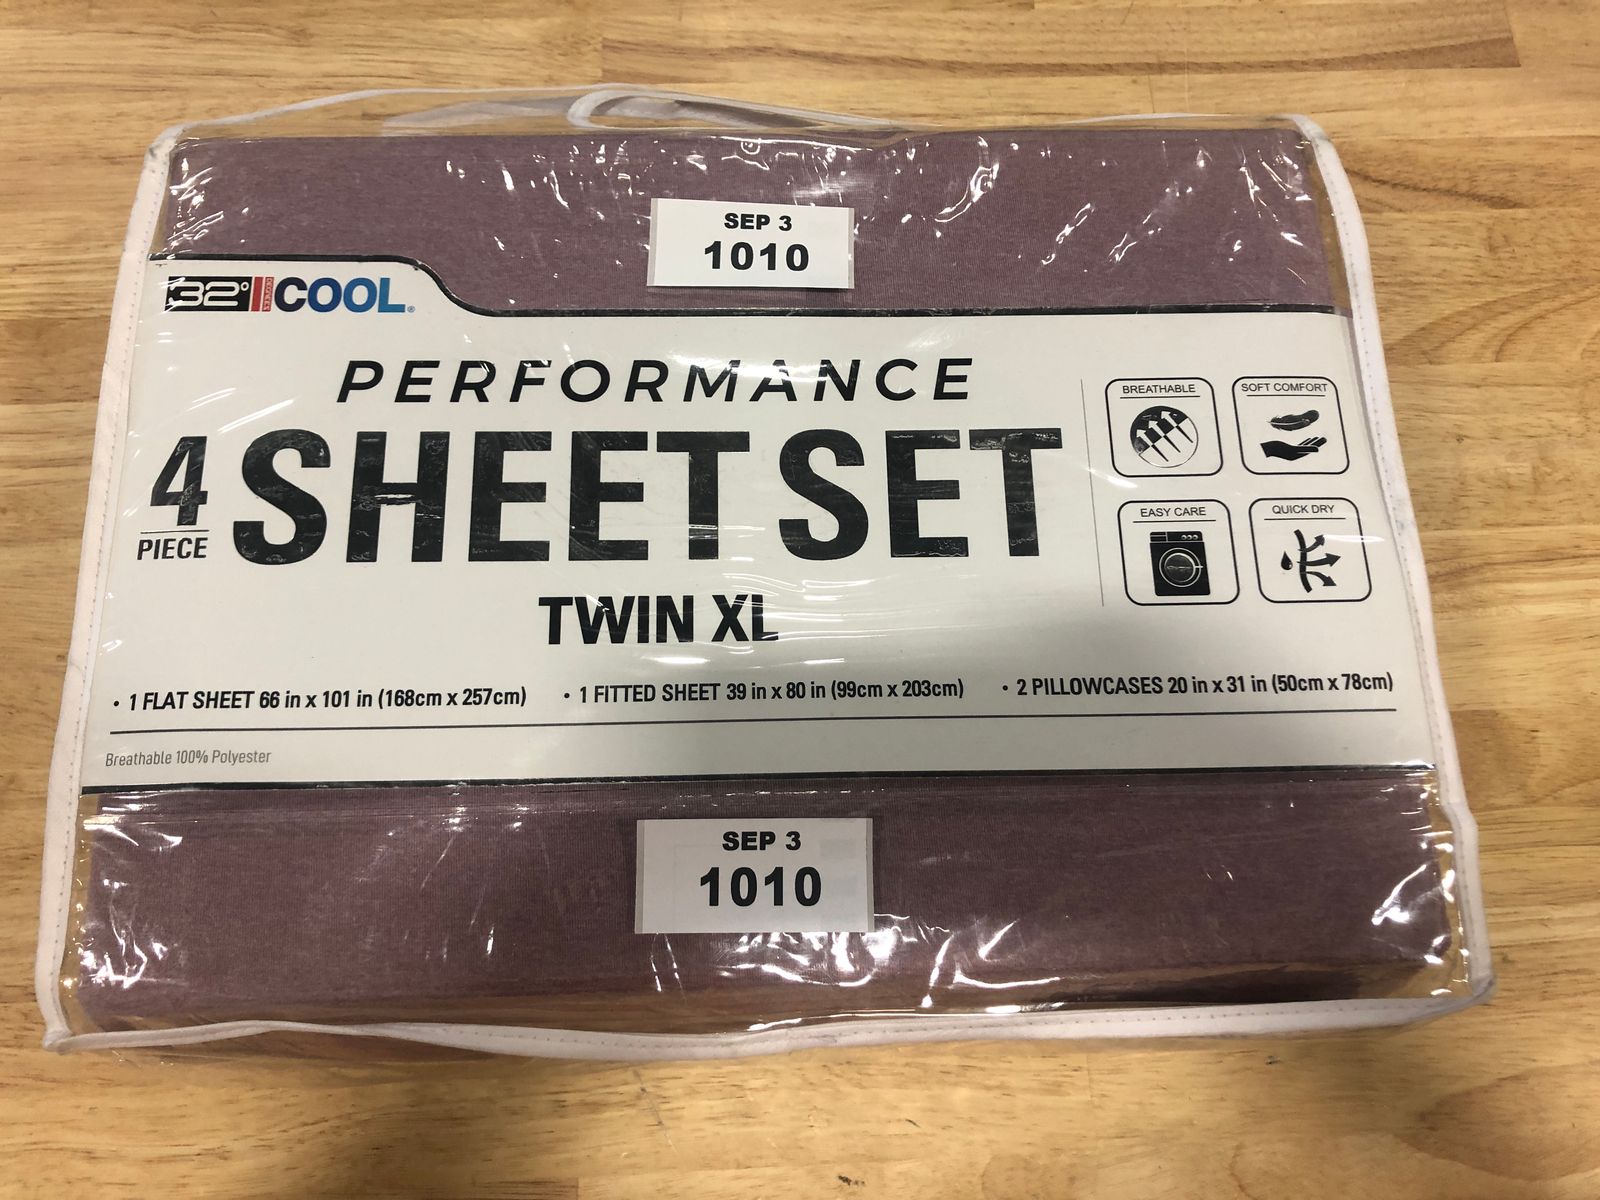 SEP 3
1010
32° DEGREES COOL®
PERFORMANCE
4 PIECE SHEET SET
TWIN XL
BREATHABLE
SOFT COMFORT
EASY CARE
QUICK DRY
• 1 FLAT SHEET 66 in x 101 in (168cm x 257cm) • 1 FITTED SHEET 39 in x 80 in (99cm x 203cm) • 2 PILLOWCASES 20 in x 31 in (50cm x 78cm)
Breathable 100% Polyester
SEP 3
1010